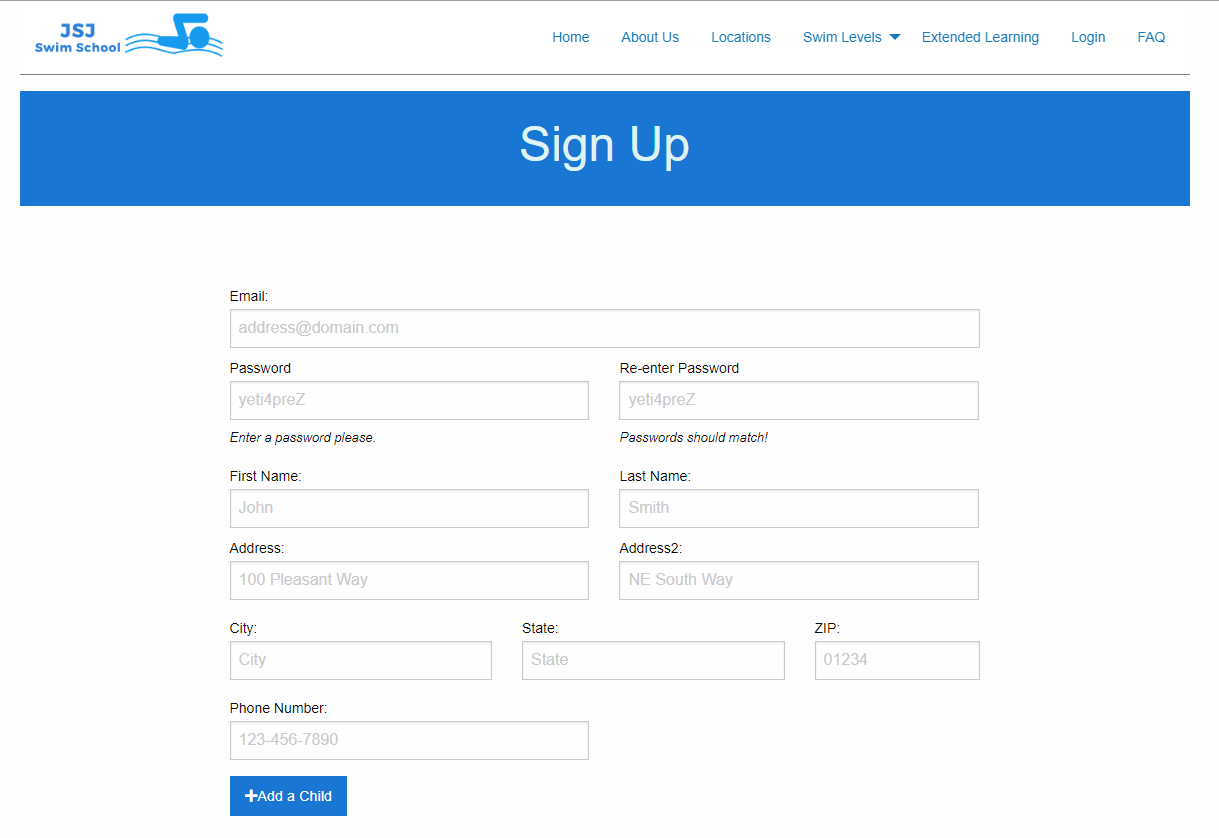 JSJ
Swim School
Home About Us Locations Swim Levels Extended Learning Login FAQ
Sign Up
Email:
address@domain.com
Password Re-enter Password
yeti4preZ yeti4preZ
Enter a password please. Passwords should match!
First Name: Last Name:
John Smith
Address: Address2:
100 Pleasant Way NE South Way
City: State: ZIP:
City State 01234
Phone Number:
123-456-7890
+Add a Child